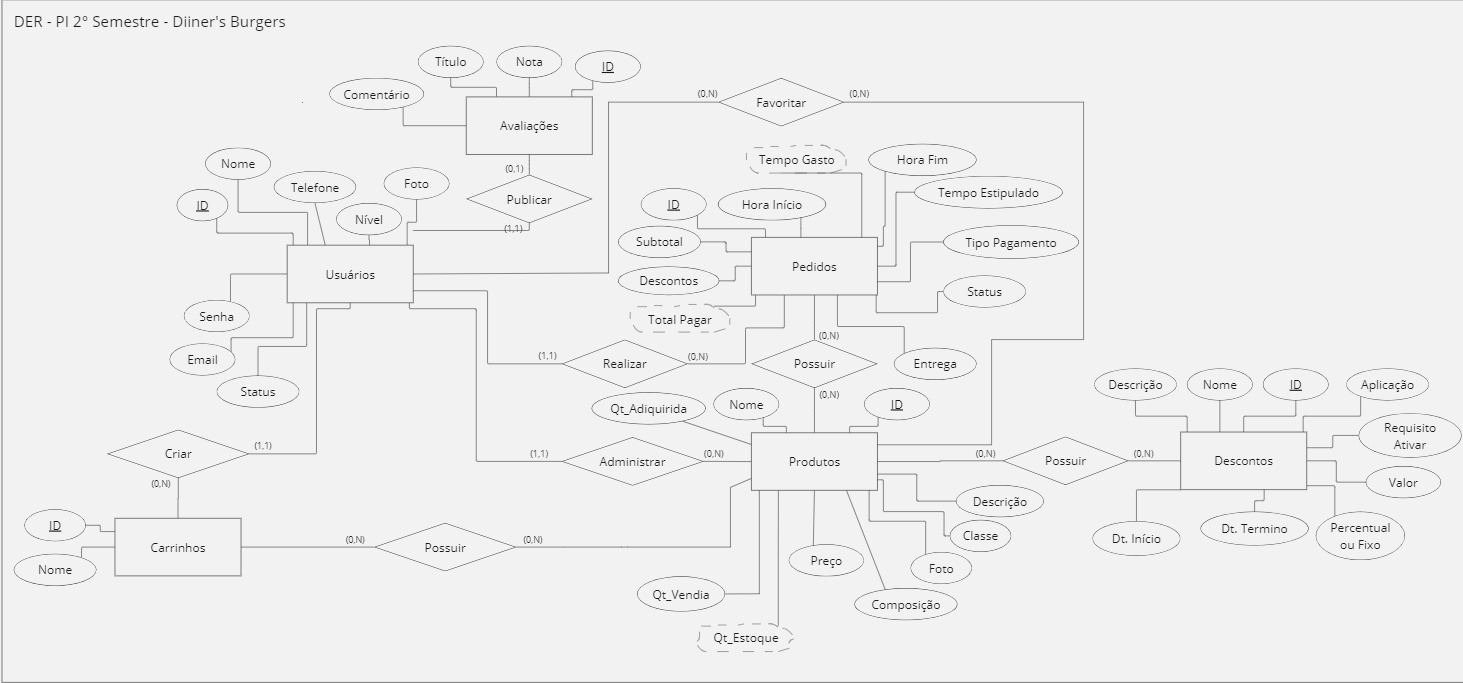 DER - PI 2º Semestre - Diiner's Burgers
Título
Nota
ID
Comentário
Avaliações
(0,1)
Publicar
(1,1)
(0,N)
Favoritar
(0,N)
Nome
Telefone
Foto
ID
Nível
Usuários
Senha
Email
Status
Tempo Gasto
Hora Fim
Tempo Estipulado
ID
Hora Início
Subtotal
Tipo Pagamento
Pedidos
Descontos
Status
Total Pagar
(1,1)
Realizar
(0,N)
(0,N)
Possuir
(0,N)
Entrega
Qt_Adiquirida
Nome
ID
Descrição
Nome
ID
Aplicação
Requisito
Ativar
(1,1)
Criar
(0,N)
(1,1)
Administrar
(0,N)
Produtos
(0,N)
Possuir
(0,N)
Descontos
Valor
Descrição
Classe
Foto
Composição
Preço
Qt_Vendia
Qt_Estoque
Dt. Início
Dt. Termino
Percentual
ou Fixo
ID
Nome
Carrinhos
(0,N)
Possuir
(0,N)